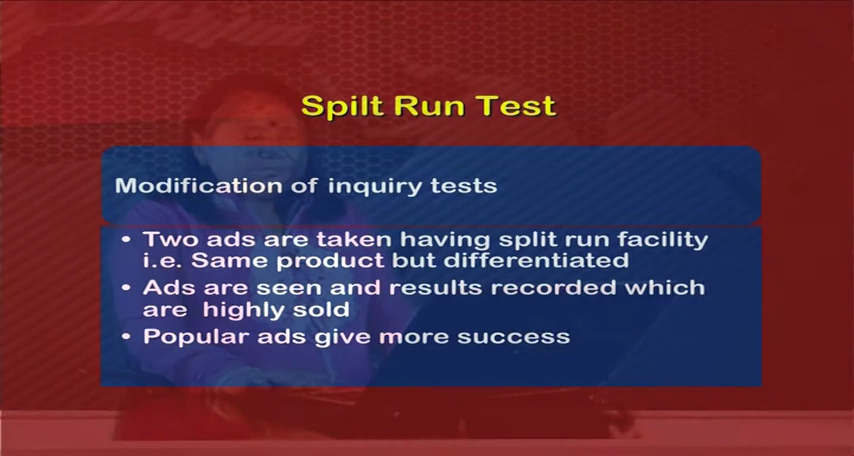 Spilt Run Test
Modification of inquiry tests
• Two ads are taken having split run facility
i.e. Same product but differentiated
• Ads are seen and results recorded which
are highly sold
• Popular ads give more success